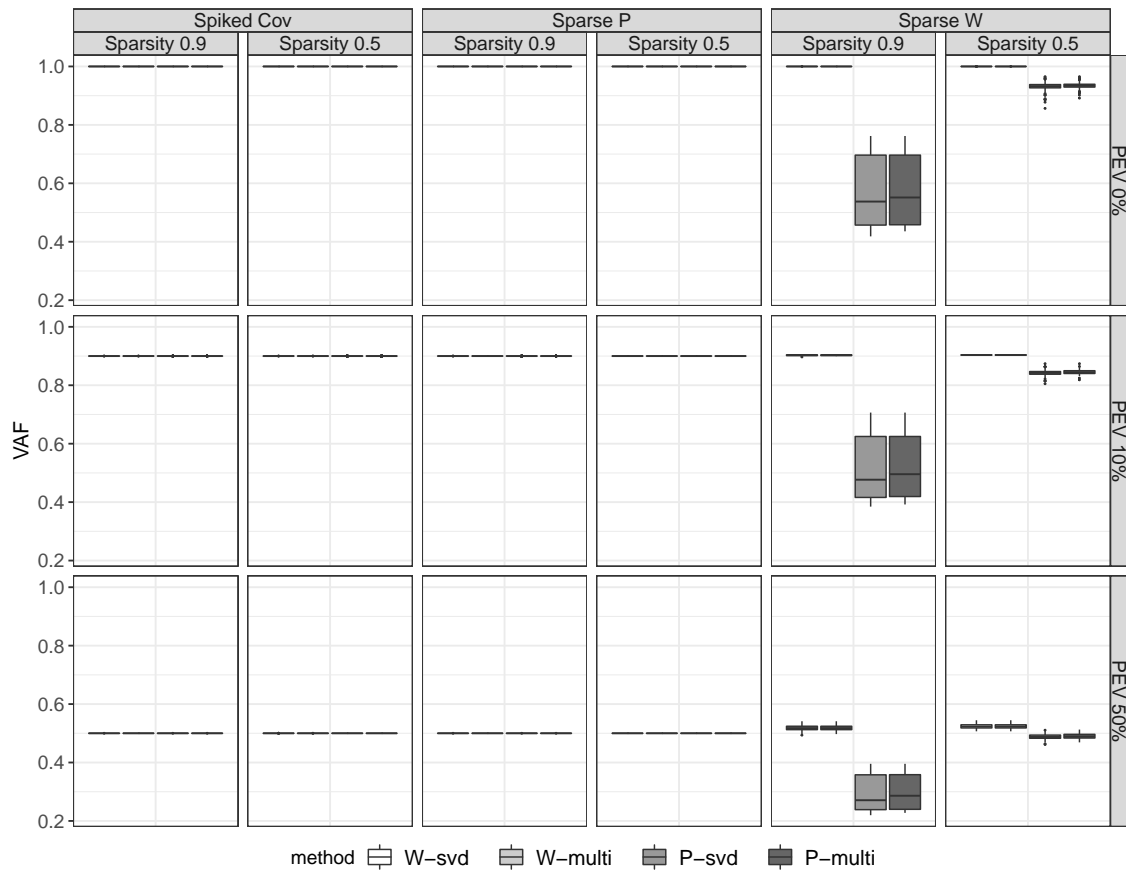 Spiked Cov Sparse P Sparse W
Sparsity 0.9 Sparsity 0.5 Sparsity 0.9 Sparsity 0.5 Sparsity 0.9 Sparsity 0.5
1.0
0.8
0.6
0.4
0.2
PEV 0%
1.0
0.8
0.6
0.4
0.2
PEV 10%
VAF
1.0
0.8
0.6
0.4
0.2
PEV 50%
method W−svd W−multi P−svd P−multi